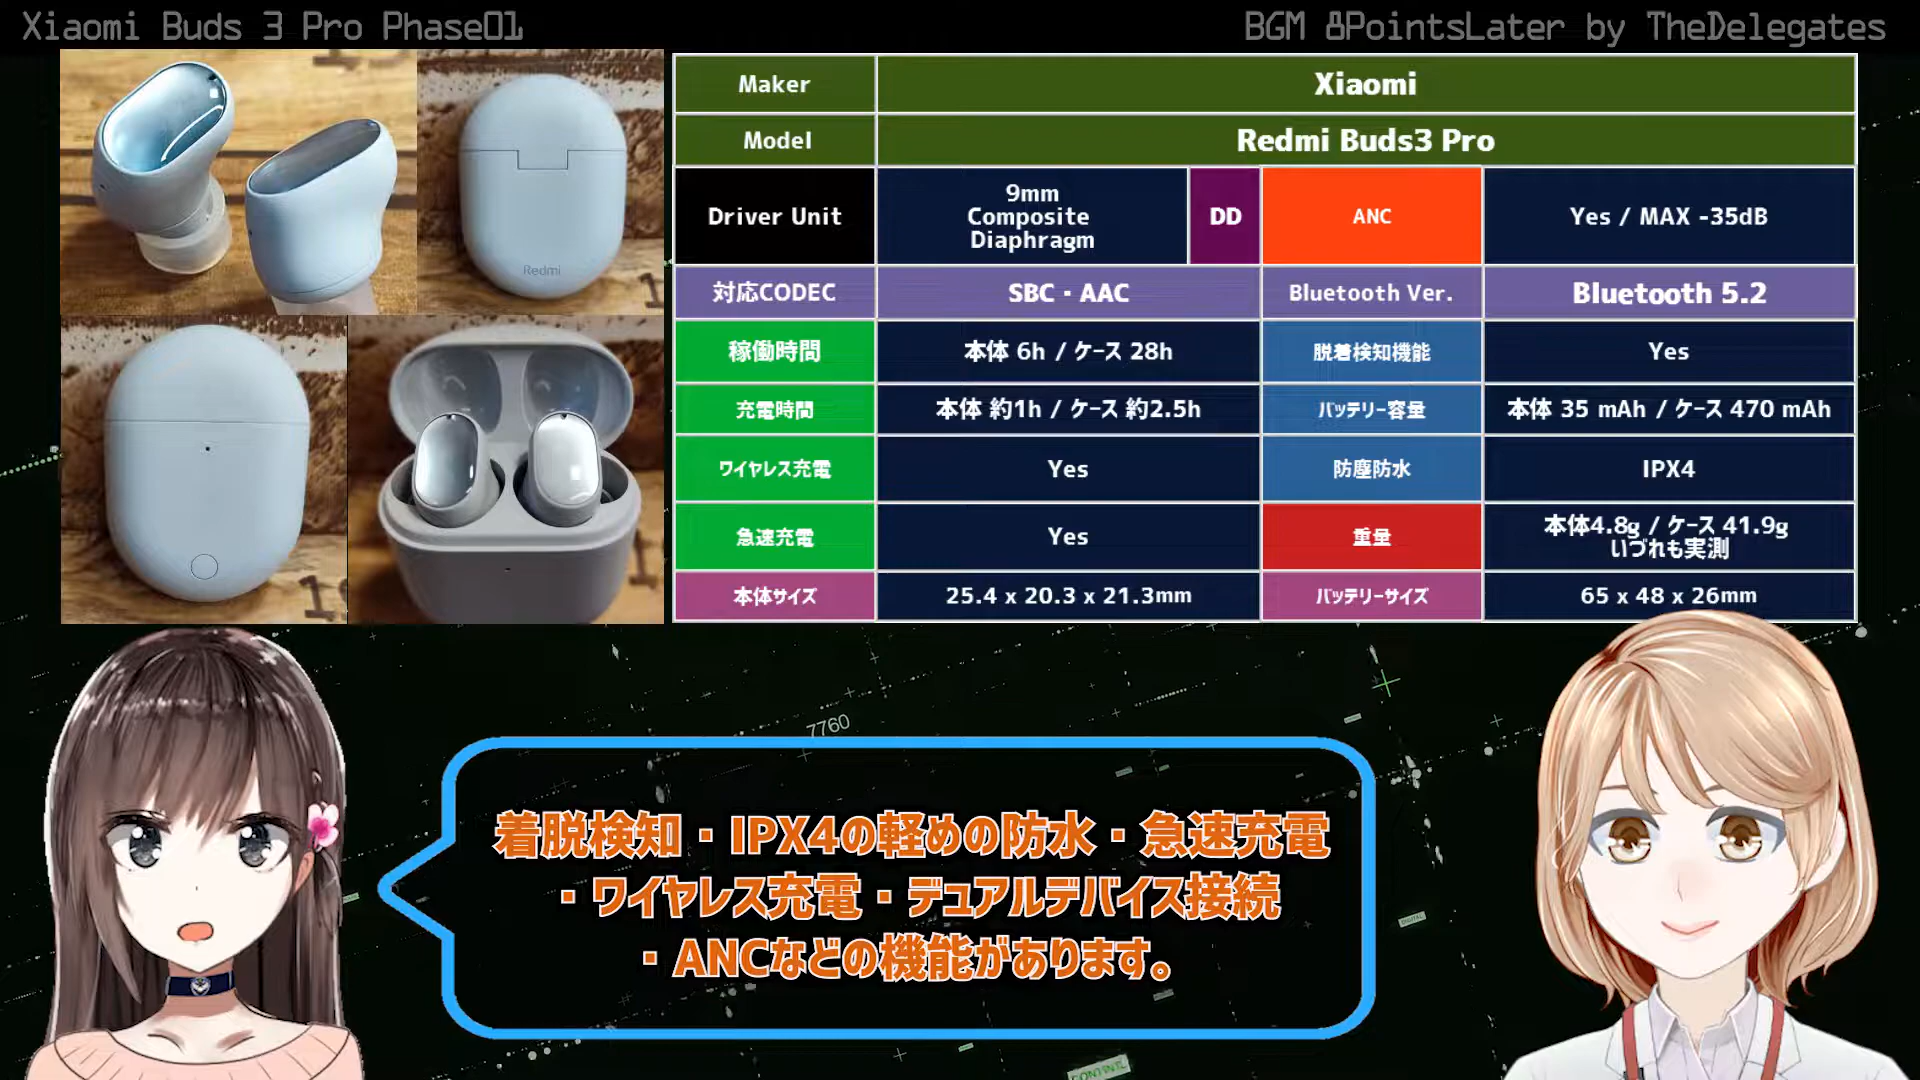 Xiaomi Buds 3 Pro Phase01
BGM 8PointsLater by TheDelegates
Redmi
Maker
Xiaomi
Model
Redmi Buds3 Pro
Driver Unit
9mm
Composite
Diaphragm
DD
ANC
Yes / MAX -35dB
対応CODEC
SBC・AAC
Bluetooth Ver.
Bluetooth 5.2
稼働時間
本体 6h / ケース 28h
脱着検知機能
Yes
充電時間
本体 約1h / ケース 約2.5h
バッテリー容量
本体 35 mAh / ケース 470 mAh
ワイヤレス充電
Yes
防塵防水
IPX4
急速充電
Yes
重量
本体4.8g / ケース 41.9g
いづれも実測
本体サイズ
25.4 x 20.3 x 21.3mm
バッテリーサイズ
65 x 48 x 26mm
7760
着脱検知・IPX4の軽めの防水・急速充電
・ワイヤレス充電・デュアルデバイス接続
・ANCなどの機能があります。